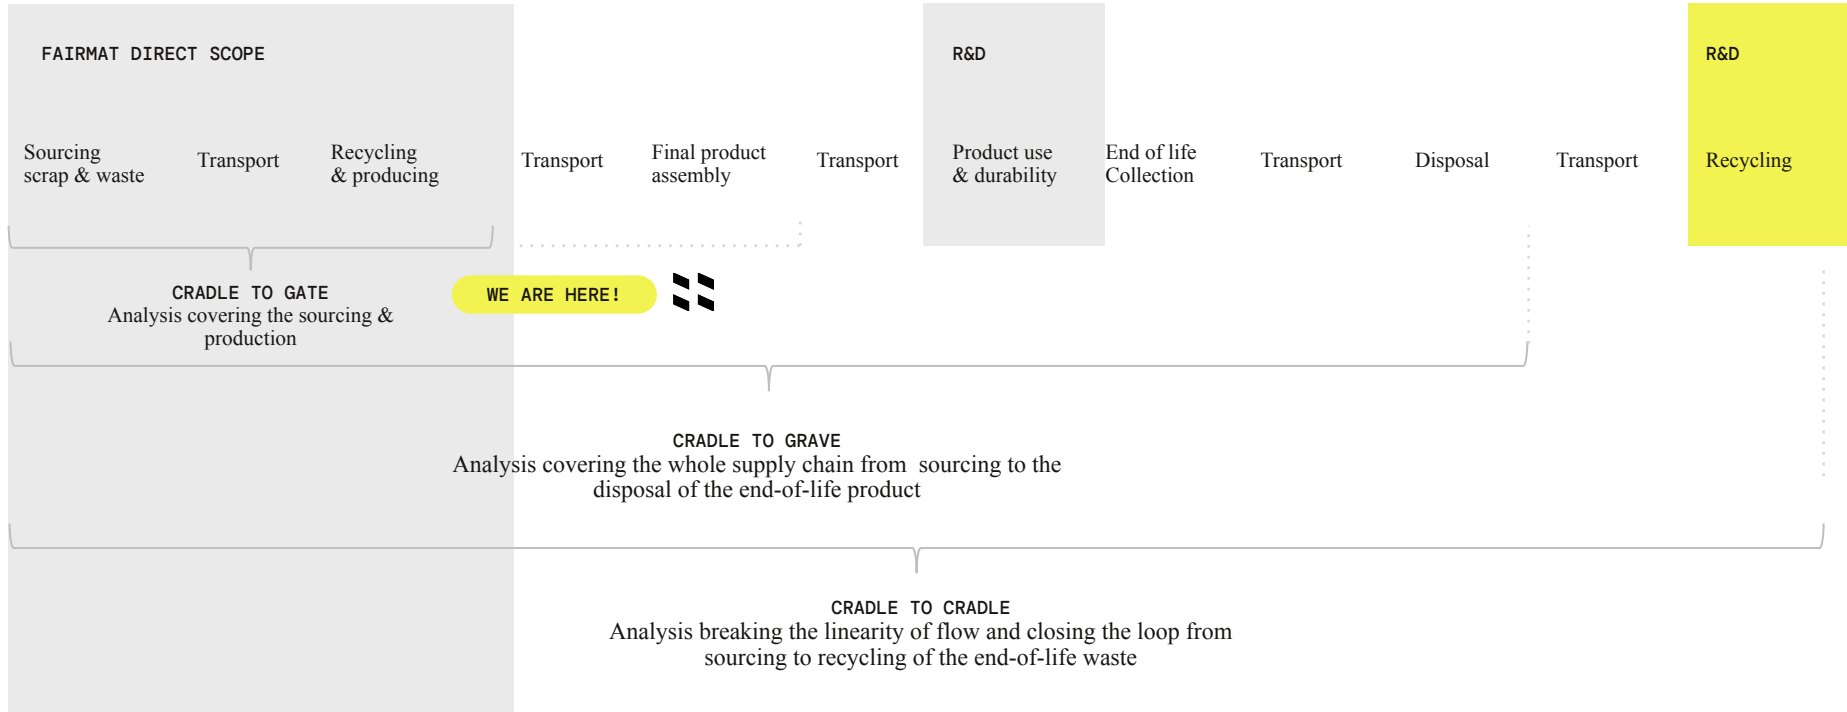 FAIRMAT DIRECT SCOPE
R&D
R&D
Sourcing
scrap & waste
Transport
Recycling
& producing
Transport
Final product
assembly
Transport
Product use
& durability
End of life
Collection
Transport
Disposal
Transport
Recycling
CRADLE TO GATE
Analysis covering the sourcing &
production
WE ARE HERE!
CRADLE TO GRAVE
Analysis covering the whole supply chain from sourcing to the
disposal of the end-of-life product
CRADLE TO CRADLE
Analysis breaking the linearity of flow and closing the loop from
sourcing to recycling of the end-of-life waste